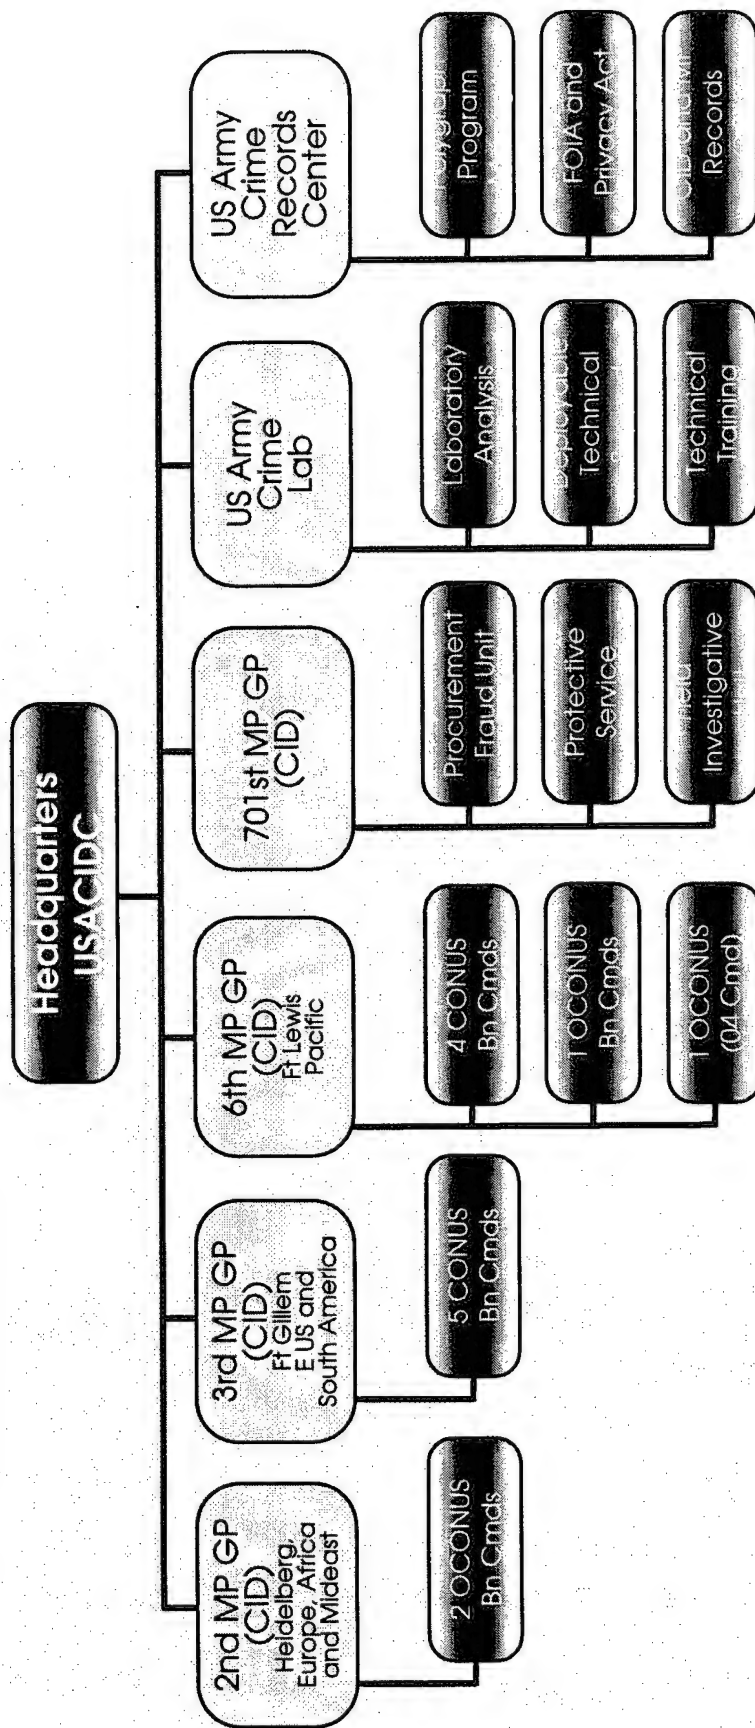 Headquarters
USACIDC
2nd MP GP
(CID)
Heidelberg,
Europe, Africa
and Mideast
2 OCONUS
Bn Cmds
3rd MP GP
(CID)
Ft Gillem
E US and
South America
5 CONUS
Bn Cmds
6th MP GP
(CID)
Ft Lewis
Pacific
4 CONUS
Bn Cmds
1 OCONUS
Bn Cmds
1 OCONUS
(04 Cmd)
701st MP GP
(CID)
Procurement
Fraud Unit
Protective
Service
Investigative
US Army
Crime
Lab
Laboratory
Analysis
Deployable
Technical
Technical
Training
US Army
Crime
Records
Center
Polygraph
Program
FOIA and
Privacy Act
Records